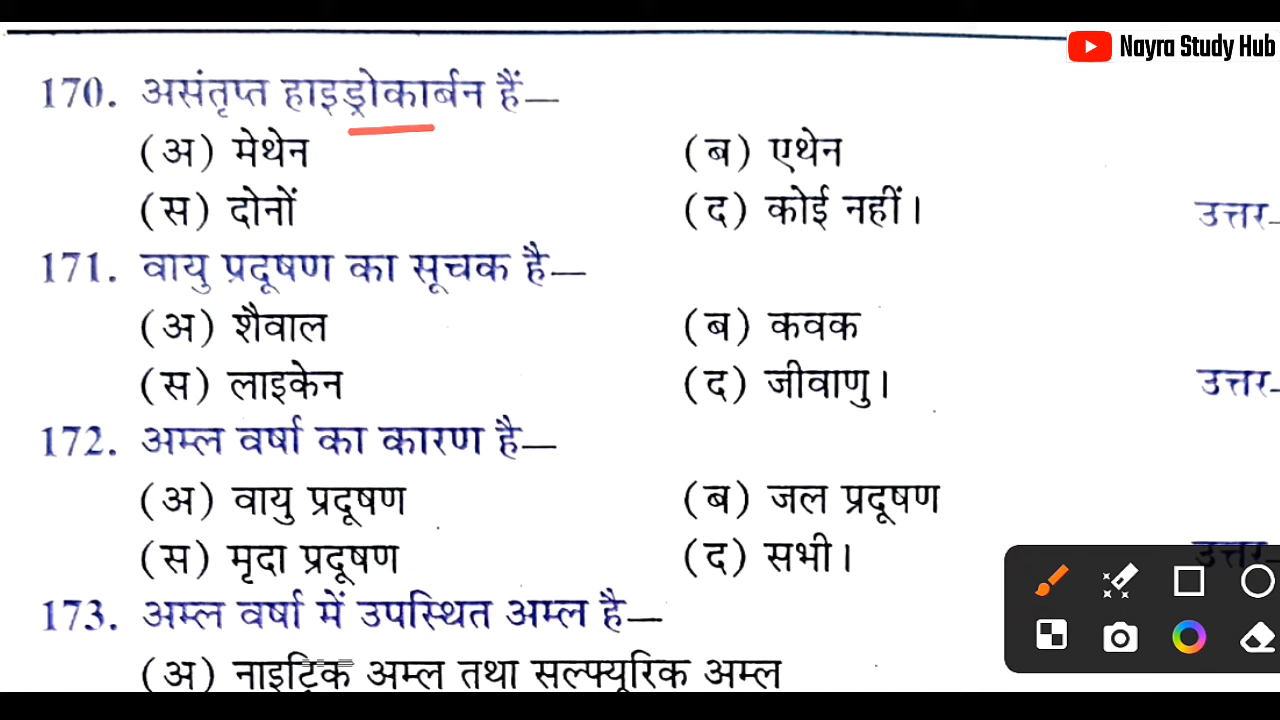 Nayra Study Hub
170. असंतृप्त हाइड्रोकार्बन हैं—
(अ) मेथेन (ब) एथेन
(स) दोनों (द) कोई नहीं। उत्तर-
171. वायु प्रदूषण का सूचक है—
(अ) शैवाल (ब) कवक
(स) लाइकेन (द) जीवाणु। उत्तर-
172. अम्ल वर्षा का कारण है—
(अ) वायु प्रदूषण (ब) जल प्रदूषण
(स) मृदा प्रदूषण (द) सभी। उत्तर-
173. अम्ल वर्षा में उपस्थित अम्ल है—
(अ) नाइट्रिक अम्ल तथा सल्फ्यूरिक अम्ल